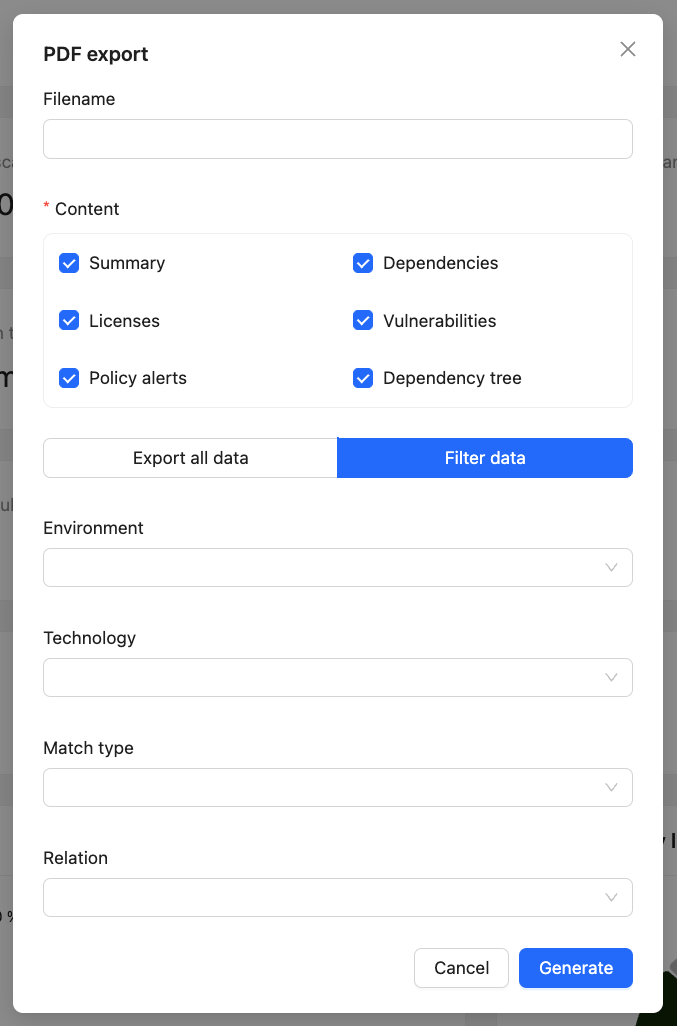 PDF export
Filename
* Content
Summary
Dependencies
Licenses
Vulnerabilities
Policy alerts
Dependency tree
Export all data
Filter data
Environment
Technology
Match type
Relation
Cancel
Generate